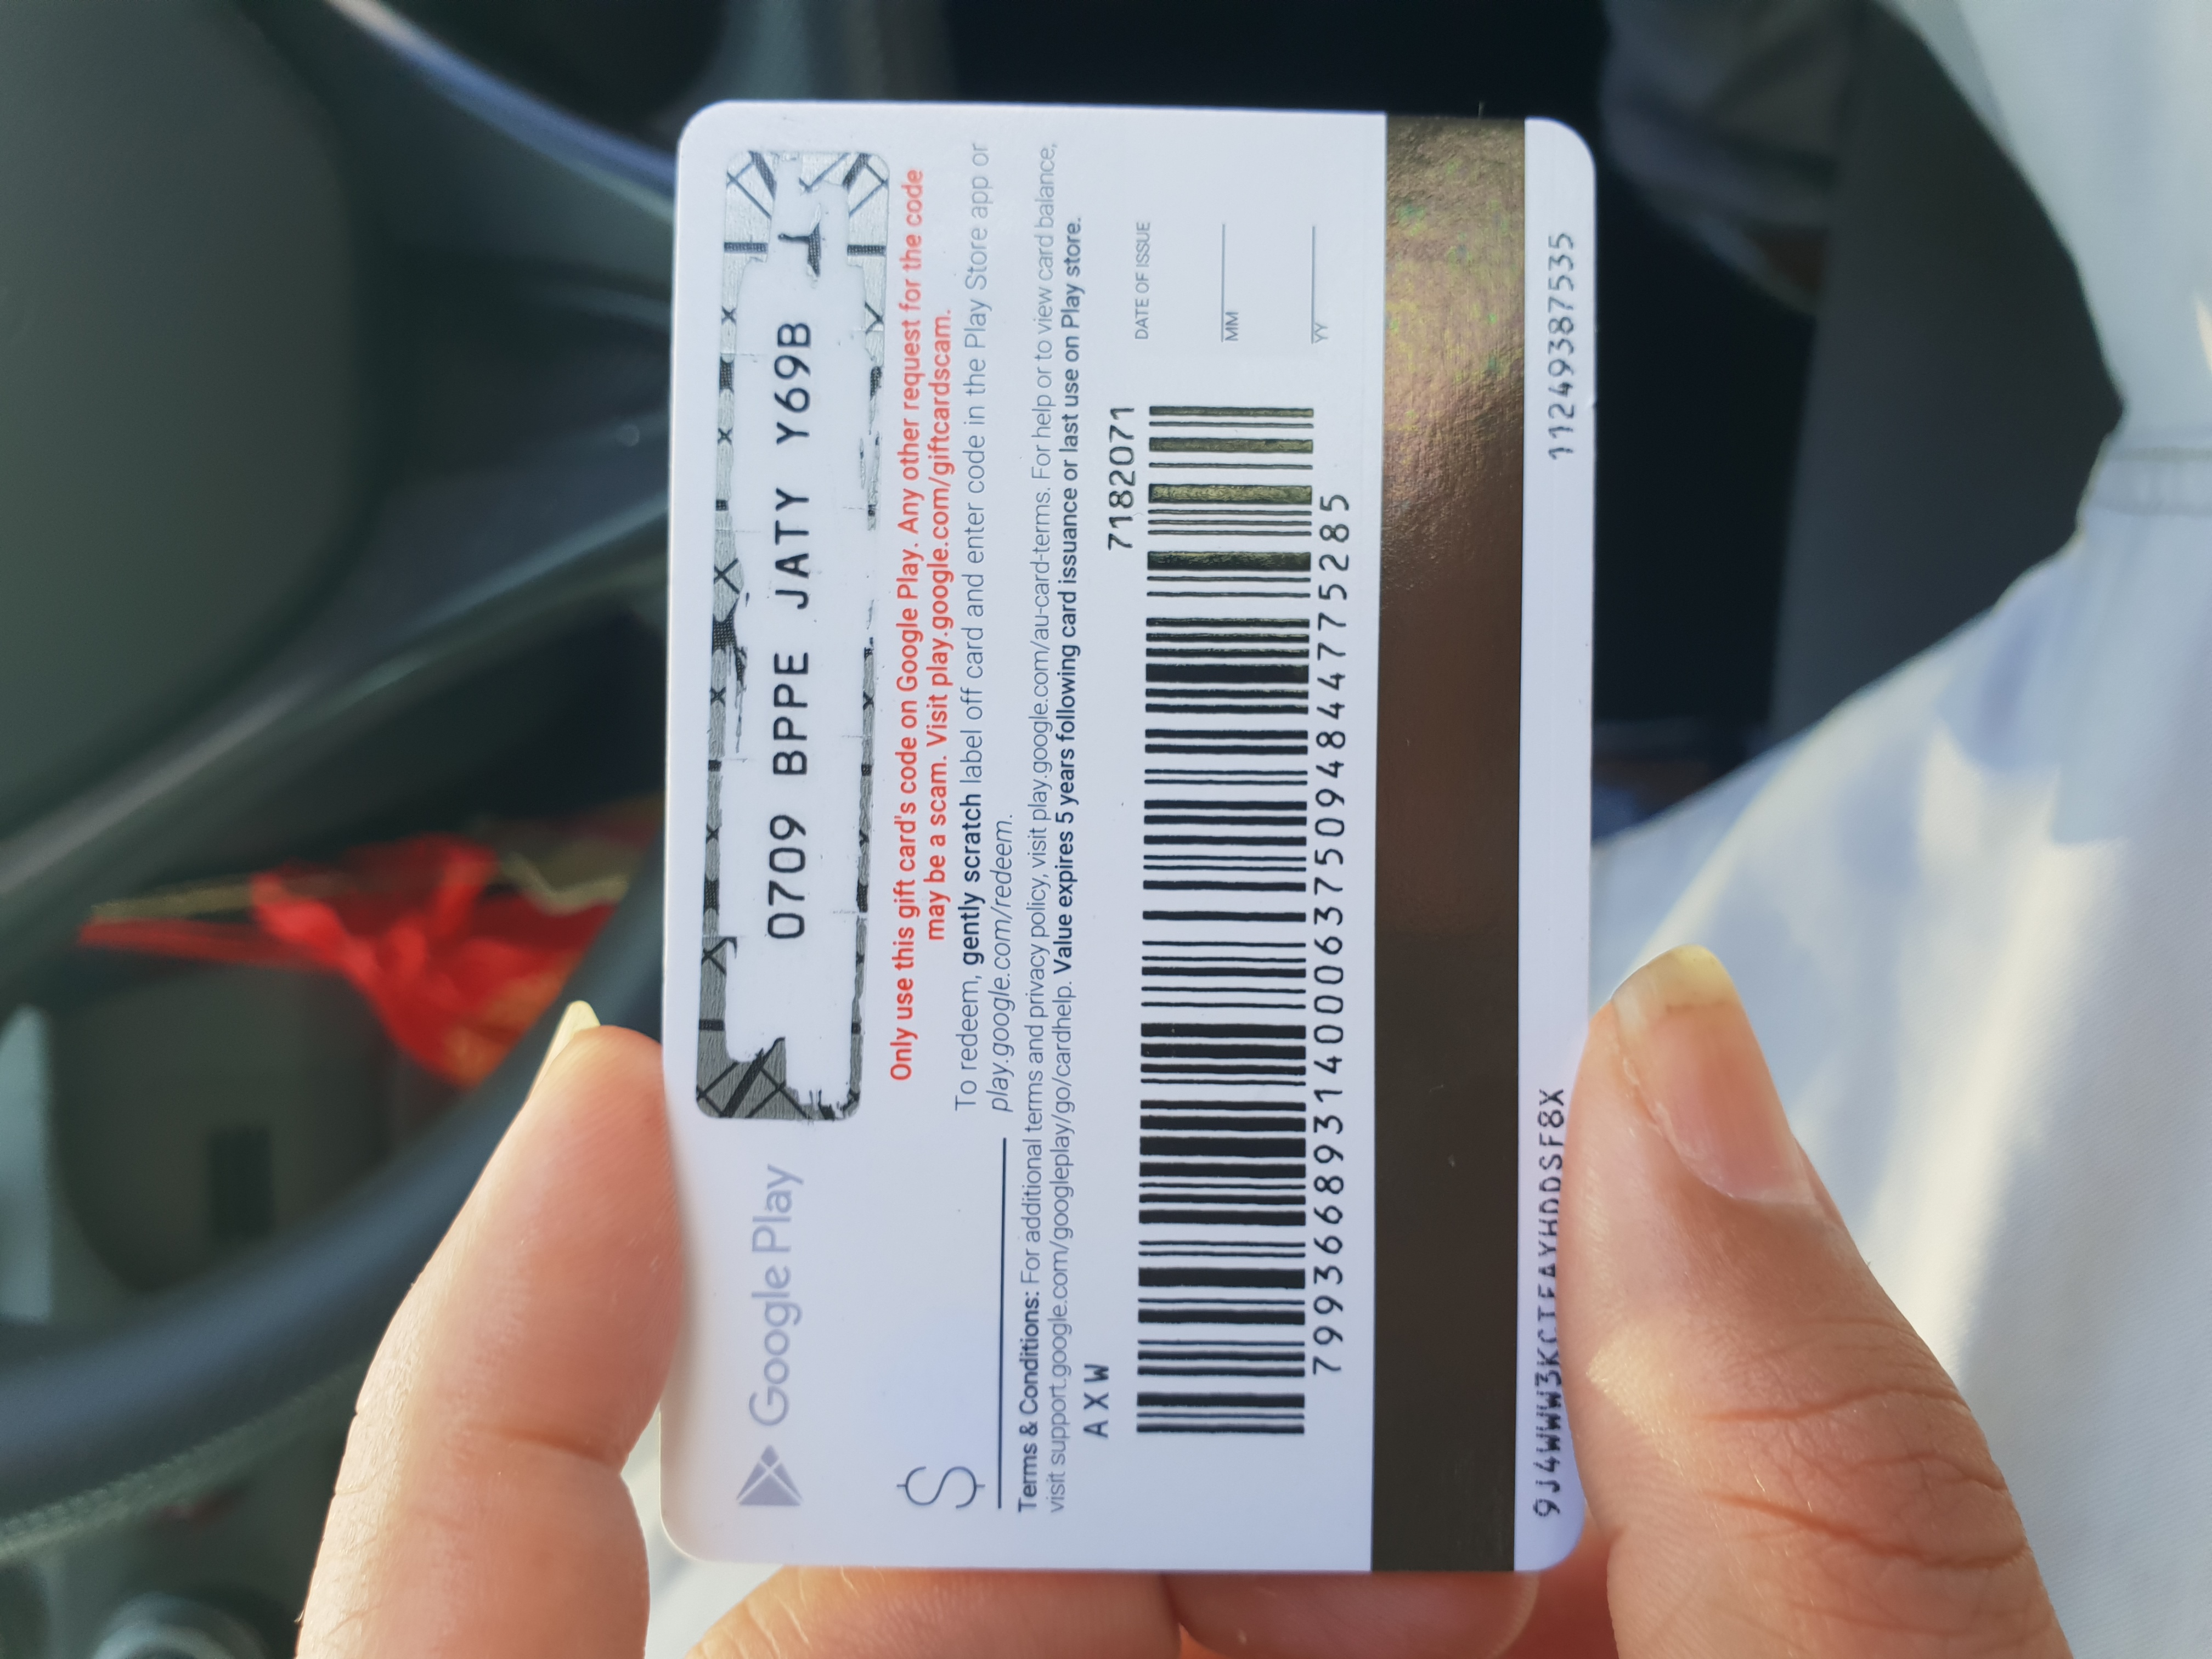 Google Play
0709 BPPE JATY Y69B
Only use this gift card's code on Google Play. Any other request for the code
may be a scam. Visit play.google.com/giftcardscam.
$
To redeem, gently scratch label off card and enter code in the Play Store app or
play.google.com/redeem.
Terms & Conditions: For additional terms and privacy policy, visit play.google.com/au-card-terms. For help or to view card balance,
visit support.google.com/googleplay/go/cardhelp. Value expires 5 years following card issuance or last use on Play store.
AXW
7182071
DATE OF ISSUE
MM
YY
799366893140006375094844775285
11249387535